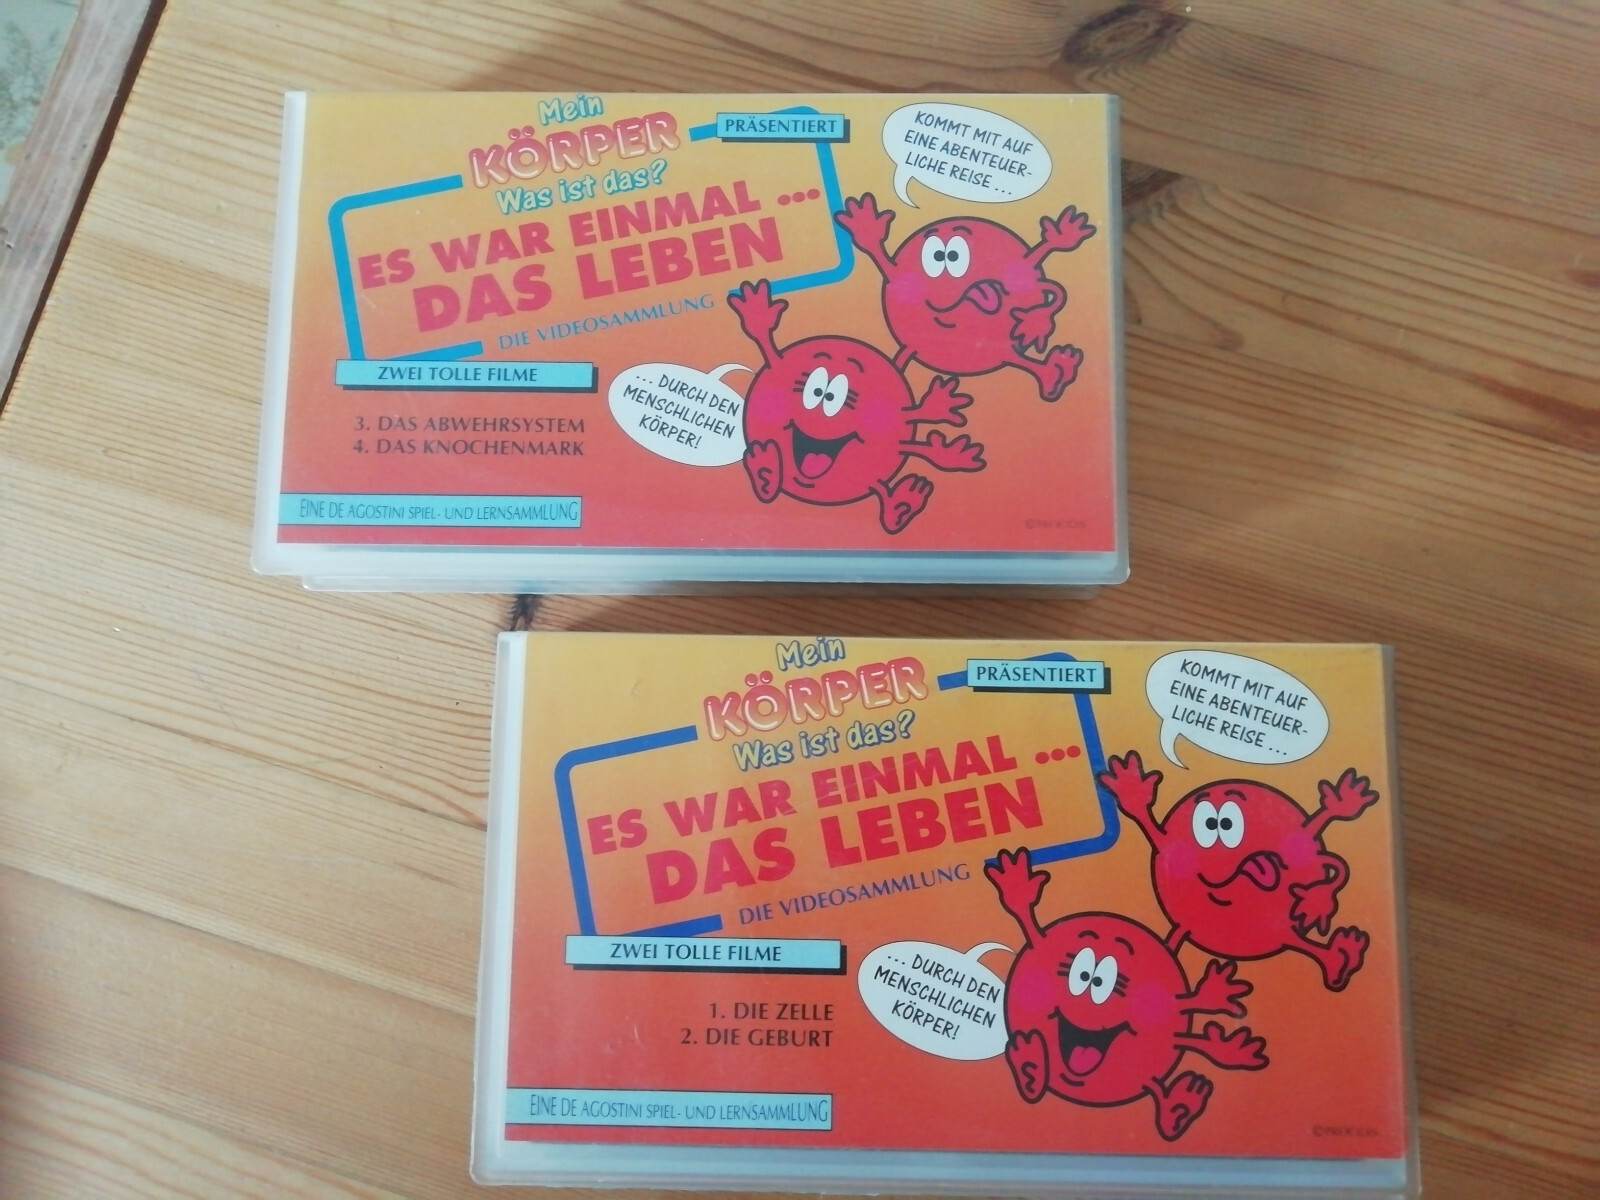 Mein
KÖRPER
Was ist das?
PRÄSENTIERT
ES WAR EINMAL ...
DAS LEBEN
DIE VIDEOSAMMLUNG
ZWEI TOLLE FILME
3. DAS ABWEHRSYSTEM
4. DAS KNOCHENMARK
EINE DE AGOSTINI SPIEL- UND LERNSAMMLUNG
KOMMT MIT AUF
EINE ABENTEUER-
LICHE REISE ...
... DURCH DEN
MENSCHLICHEN
KÖRPER!
©PROCIDIS
Mein
KÖRPER
Was ist das?
PRÄSENTIERT
ES WAR EINMAL ...
DAS LEBEN
DIE VIDEOSAMMLUNG
ZWEI TOLLE FILME
1. DIE ZELLE
2. DIE GEBURT
EINE DE AGOSTINI SPIEL- UND LERNSAMMLUNG
KOMMT MIT AUF
EINE ABENTEUER-
LICHE REISE ...
... DURCH DEN
MENSCHLICHEN
KÖRPER!
©PROCIDIS